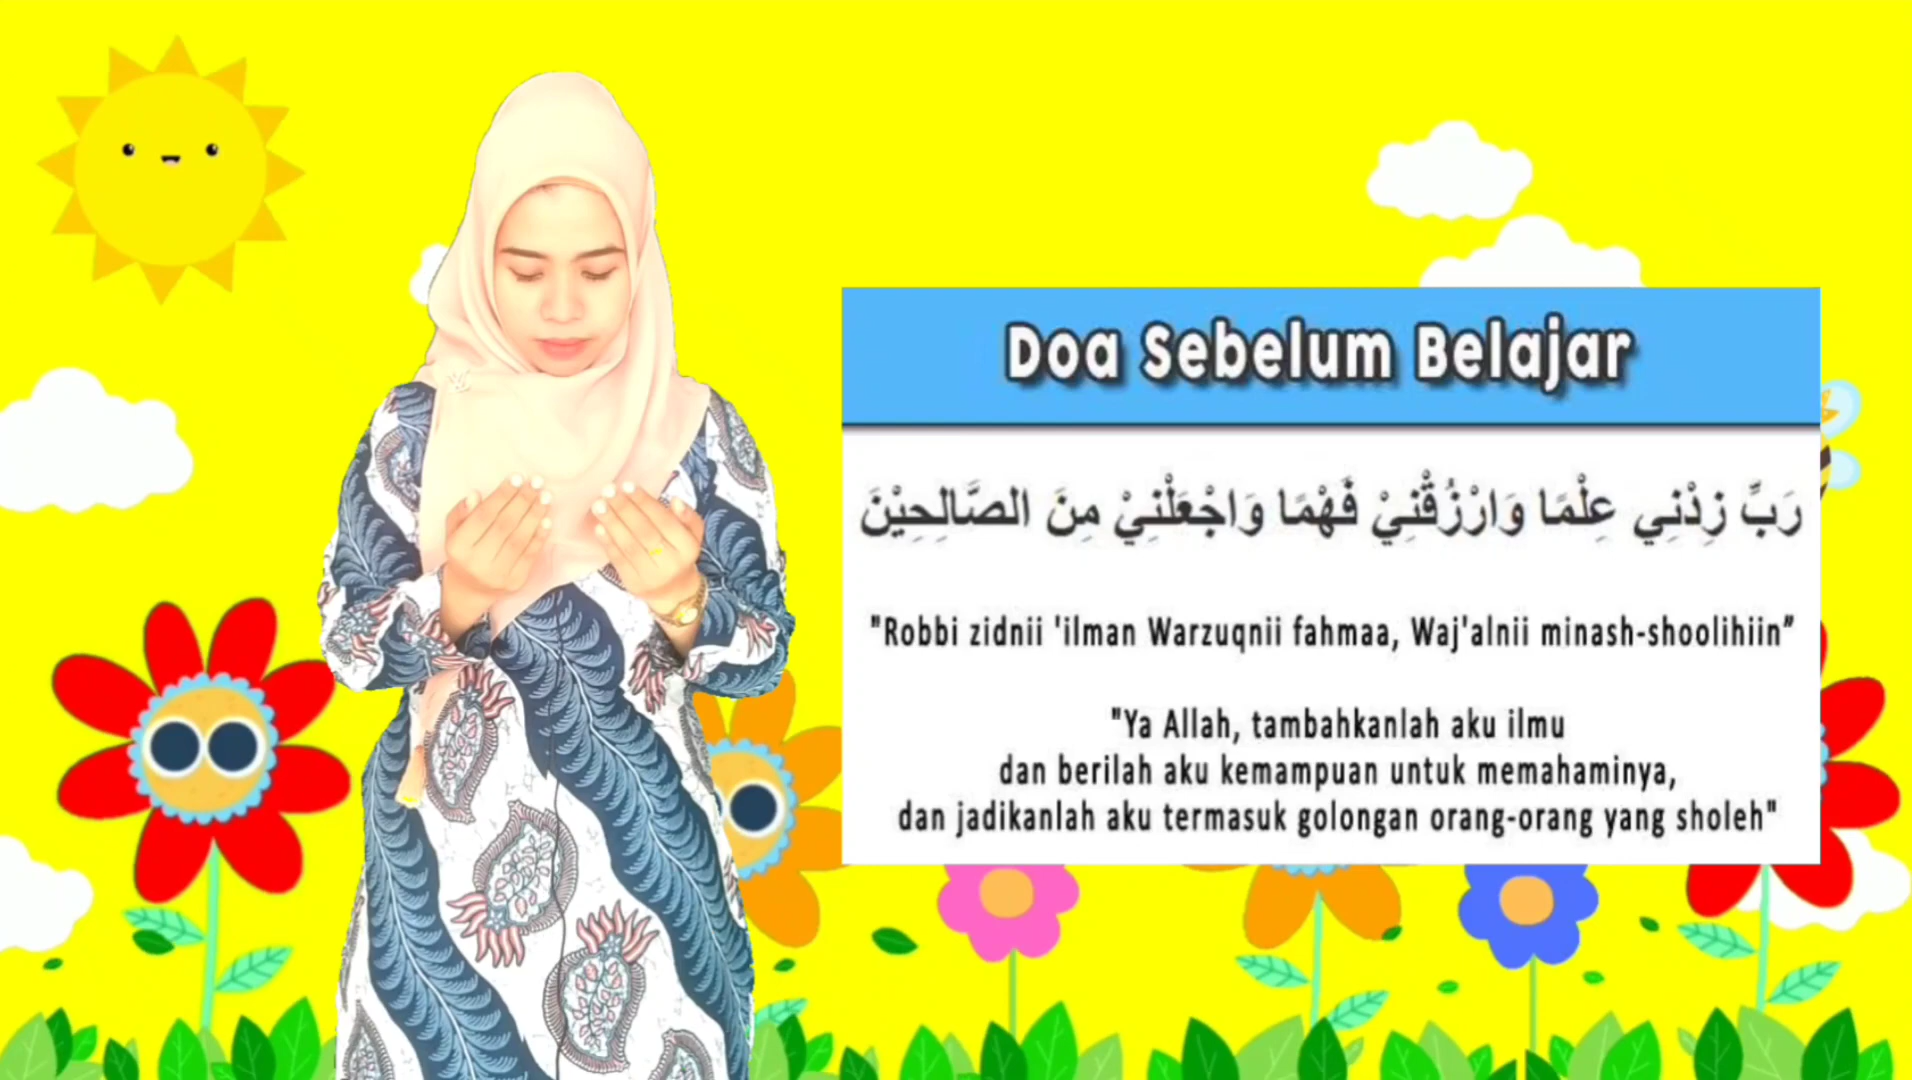 Doa Sebelum Belajar
رَبِّ زِدْنِي عِلْمًا وَارْزُقْنِيْ فَهْمًا وَاجْعَلْنِيْ مِنَ الصَّالِحِيْنَ
"Robbi zidnii 'ilman Warzuqnii fahmaa, Waj'alnii minash-shoolihiin"
"Ya Allah, tambahkanlah aku ilmu
dan berilah aku kemampuan untuk memahaminya,
dan jadikanlah aku termasuk golongan orang-orang yang sholeh"